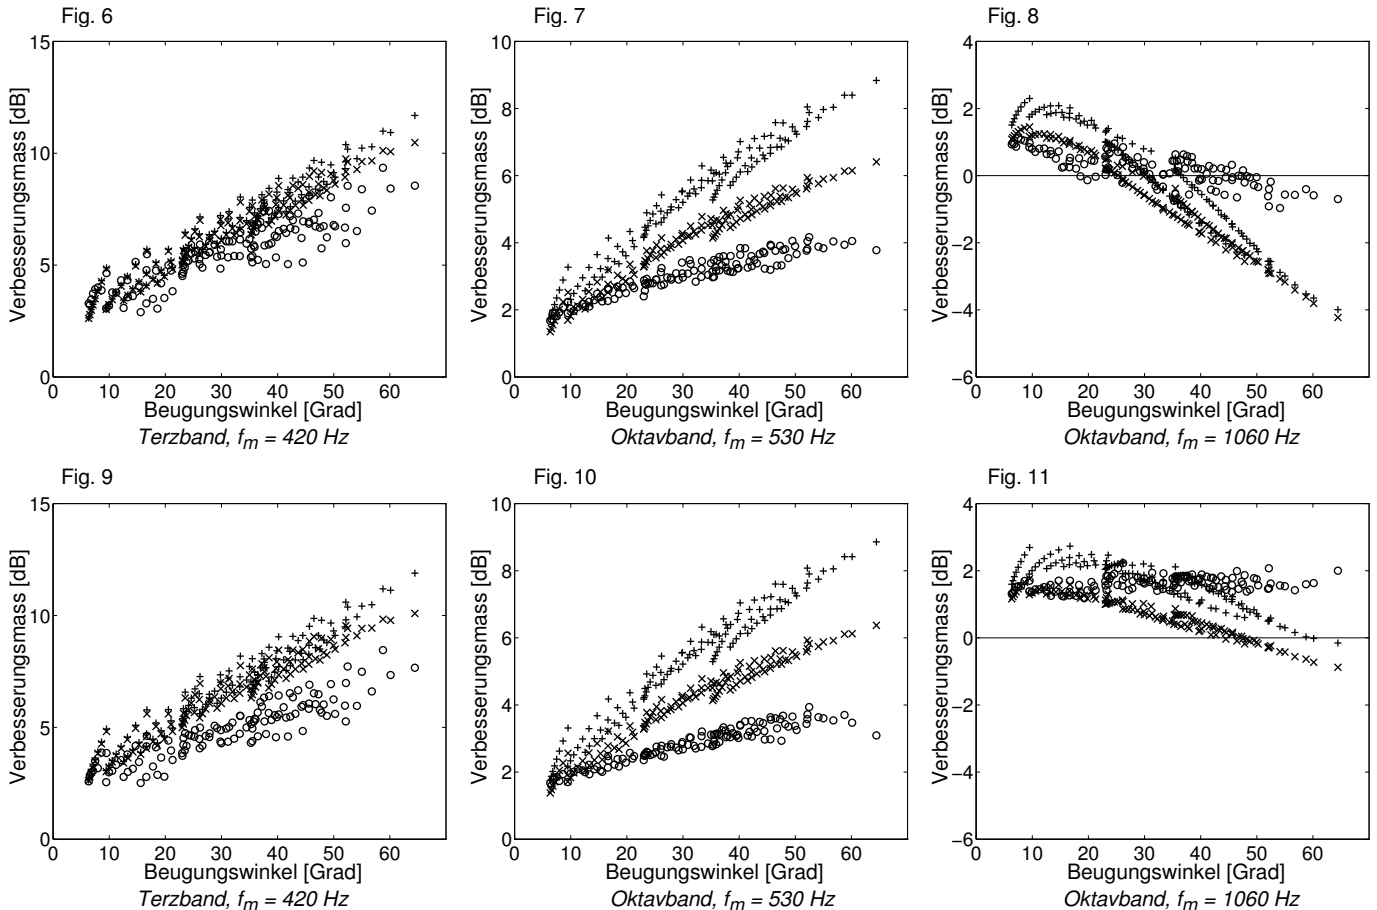 Fig. 6
Fig. 7
Fig. 8
15
10
5
0
Verbesserungsmass [dB]
0 10 20 30 40 50 60
Beugungswinkel [Grad]
Terzband, fm = 420 Hz
10
8
6
4
2
0
Verbesserungsmass [dB]
0 10 20 30 40 50 60
Beugungswinkel [Grad]
Oktavband, fm = 530 Hz
4
2
0
−2
−4
−6
Verbesserungsmass [dB]
0 10 20 30 40 50 60
Beugungswinkel [Grad]
Oktavband, fm = 1060 Hz
Fig. 9
Fig. 10
Fig. 11
15
10
5
0
Verbesserungsmass [dB]
0 10 20 30 40 50 60
Beugungswinkel [Grad]
Terzband, fm = 420 Hz
10
8
6
4
2
0
Verbesserungsmass [dB]
0 10 20 30 40 50 60
Beugungswinkel [Grad]
Oktavband, fm = 530 Hz
4
2
0
−2
−4
−6
Verbesserungsmass [dB]
0 10 20 30 40 50 60
Beugungswinkel [Grad]
Oktavband, fm = 1060 Hz